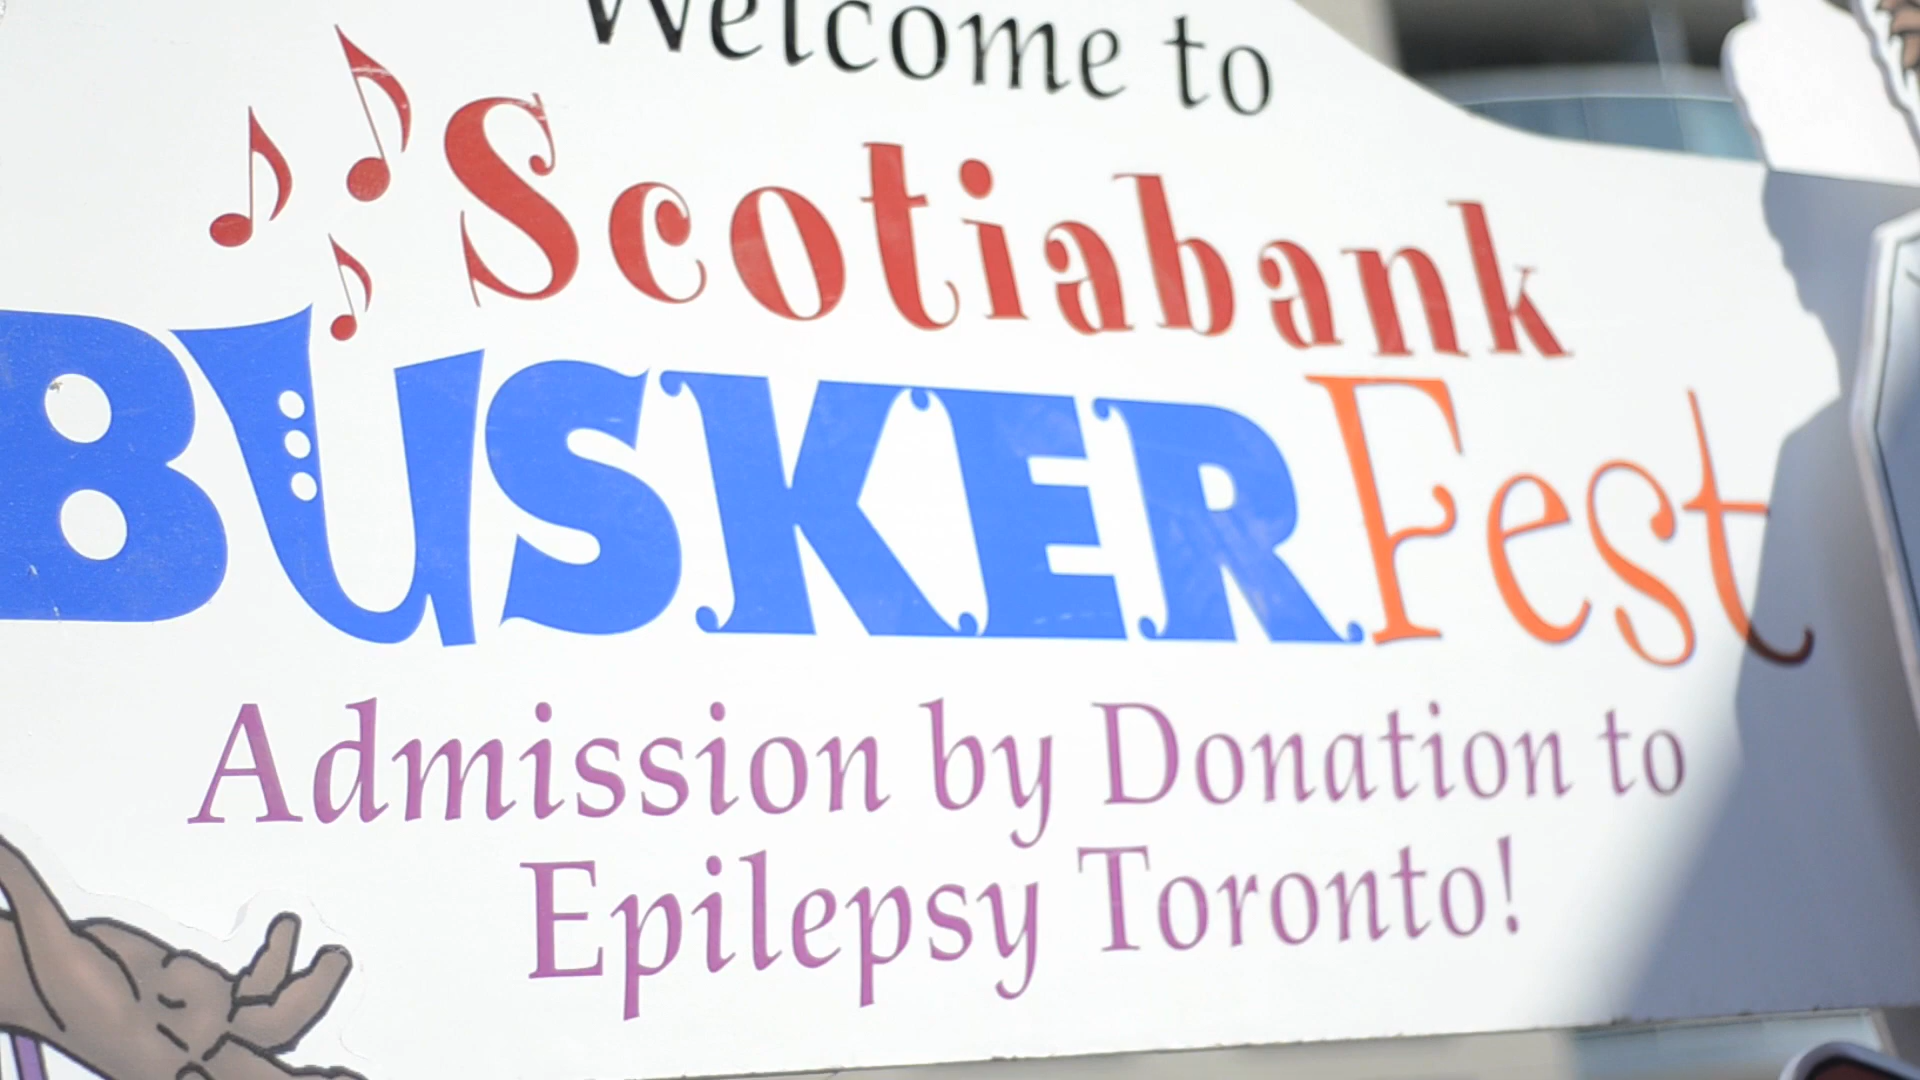 Welcome to
Scotiabank
BUSKERFest
Admission by Donation to
Epilepsy Toronto!